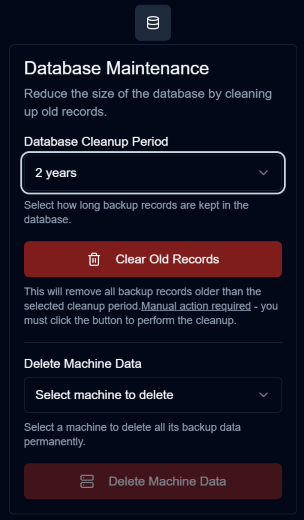 Database Maintenance
Reduce the size of the database by cleaning
up old records.
Database Cleanup Period
2 years
Select how long backup records are kept in the
database.
Clear Old Records
This will remove all backup records older than the
selected cleanup period.Manual action required - you
must click the button to perform the cleanup.
Delete Machine Data
Select machine to delete
Select a machine to delete all its backup data
permanently.
Delete Machine Data